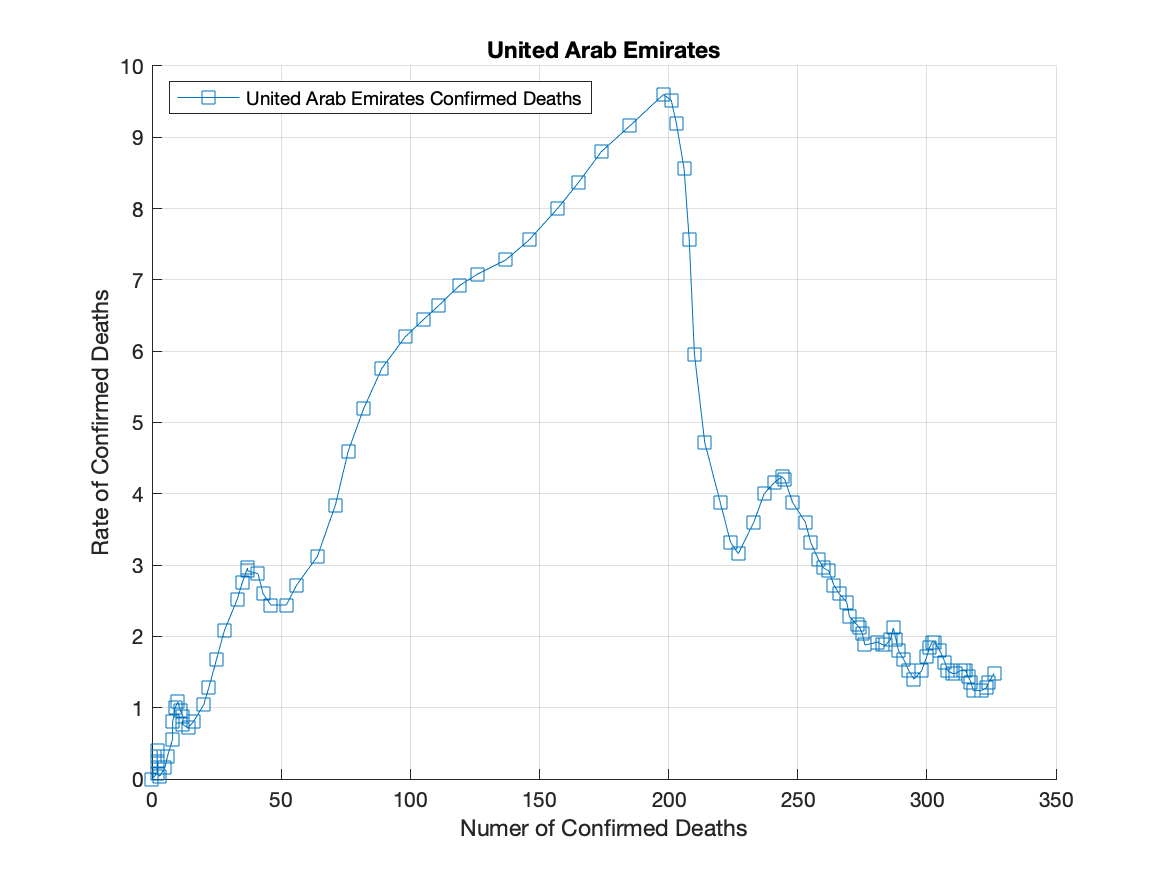 United Arab Emirates
United Arab Emirates Confirmed Deaths
10
9
8
7
6
5
4
3
2
1
0
Rate of Confirmed Deaths
0 50 100 150 200 250 300 350
Numer of Confirmed Deaths